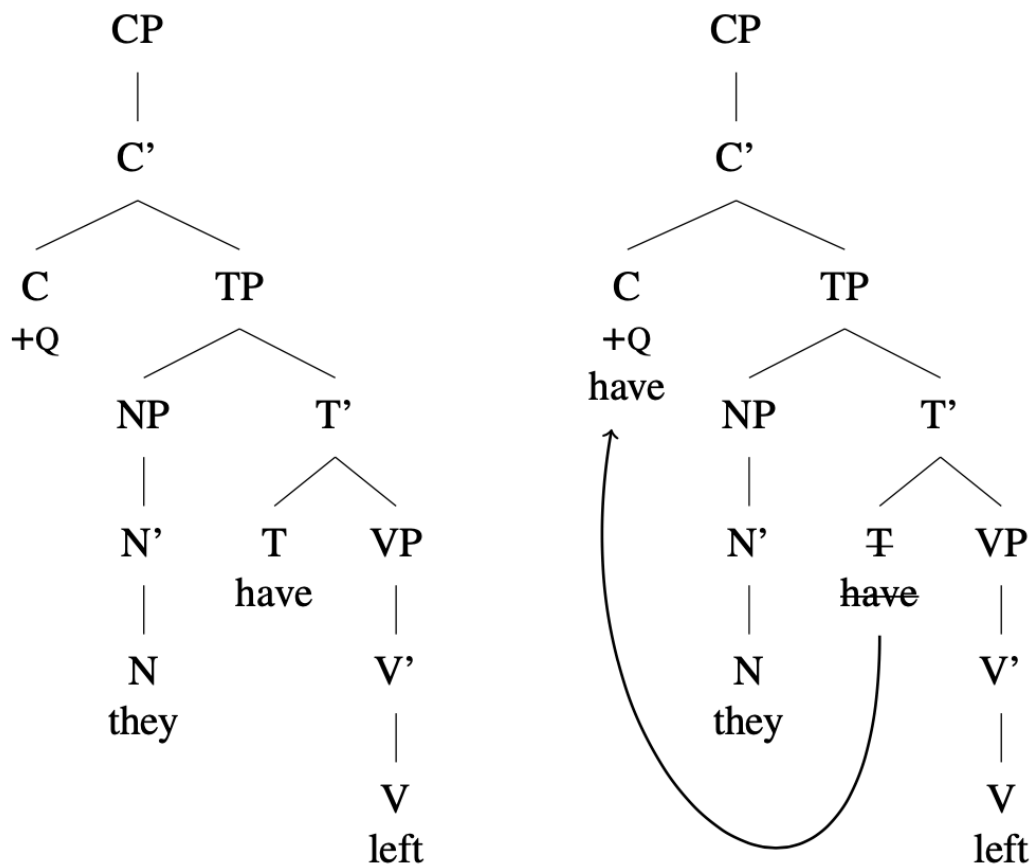 CP
C’
C TP
+Q
NP T’
N’ T VP
have
N V’
they
V
left
CP
C’
C TP
+Q
have
NP T’
N’ T VP
have
N V’
they
V
left